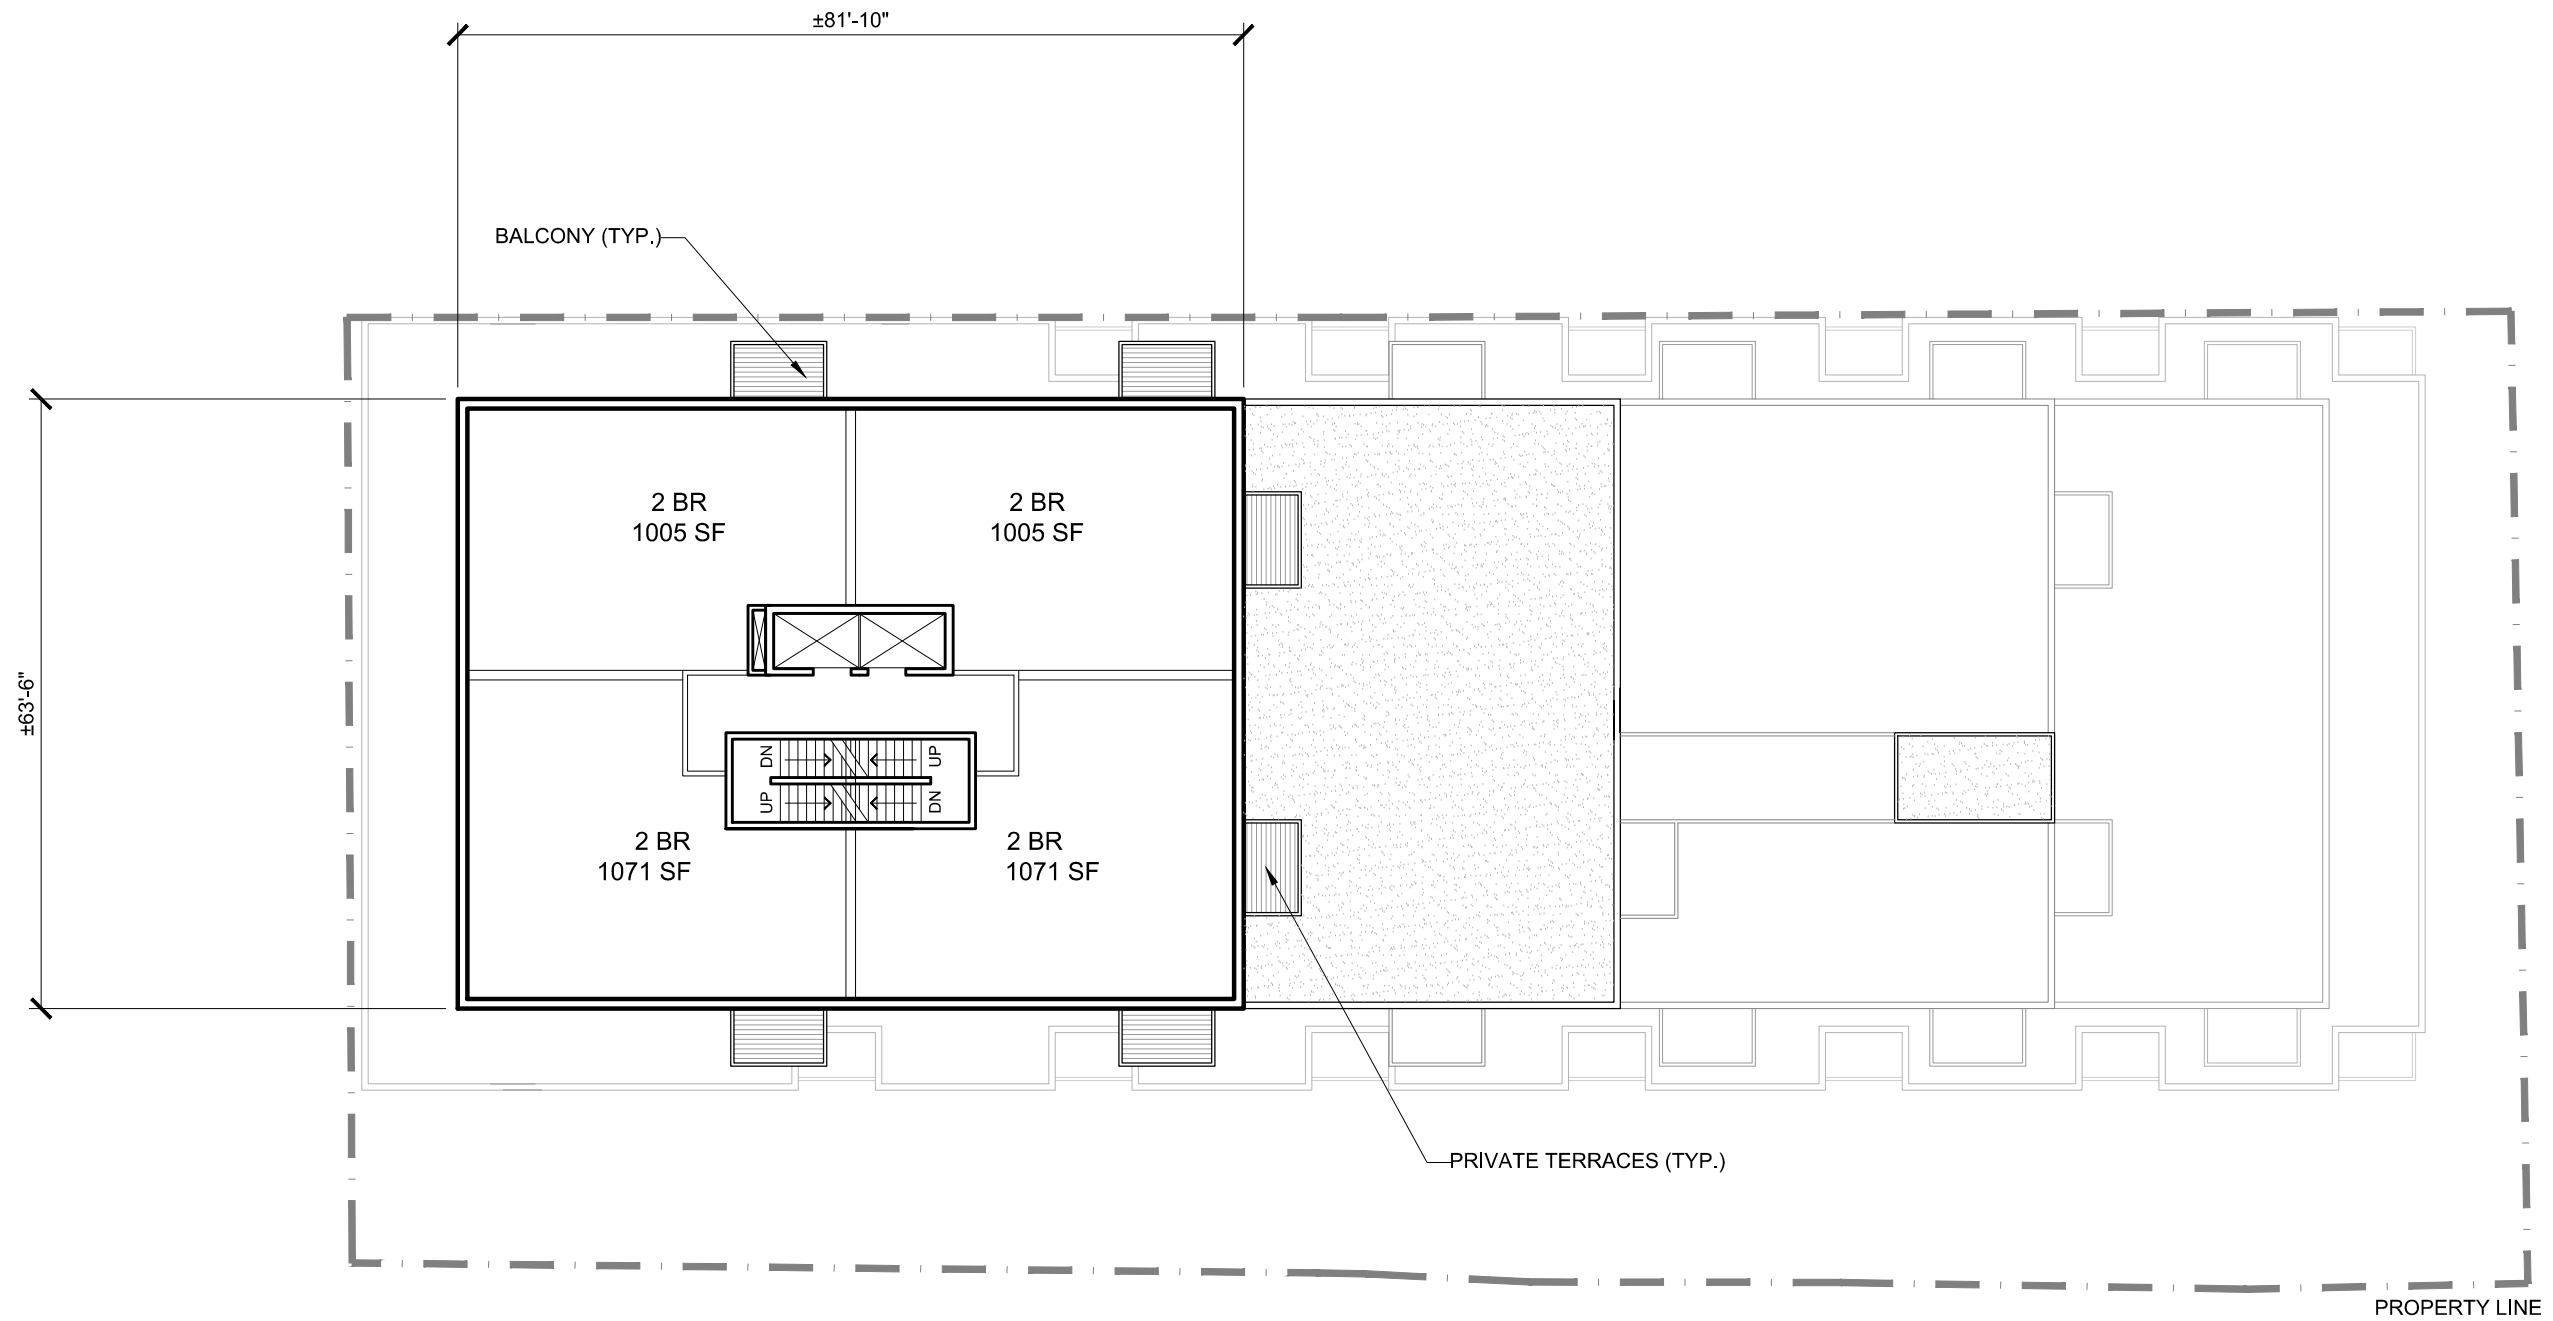 ±81'-10"
BALCONY (TYP.)
±63'-6"
2 BR
1005 SF
2 BR
1005 SF
DN
UP
UP
DN
2 BR
1071 SF
2 BR
1071 SF
PRIVATE TERRACES (TYP.)
PROPERTY LINE